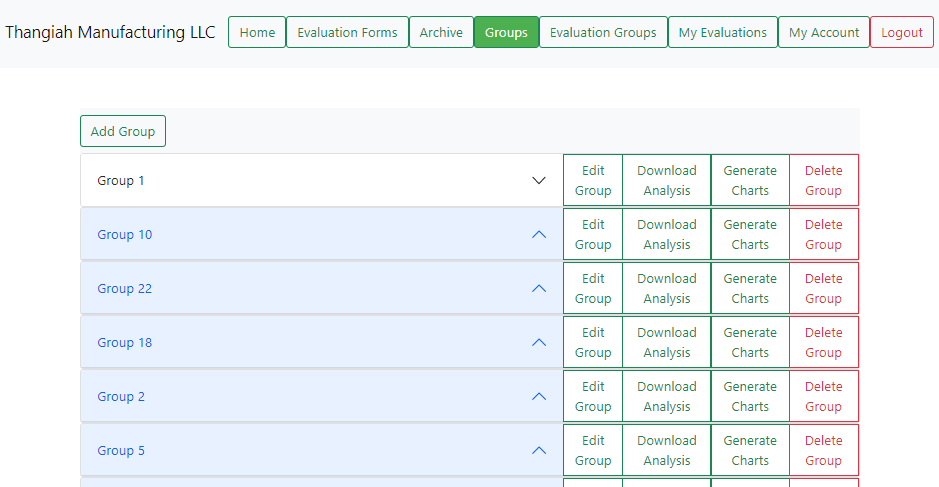 Thangiah Manufacturing LLC Home Evaluation Forms Archive Groups Evaluation Groups My Evaluations My Account Logout
Add Group
Group 1 Edit Group Download Analysis Generate Charts Delete Group
Group 10 Edit Group Download Analysis Generate Charts Delete Group
Group 22 Edit Group Download Analysis Generate Charts Delete Group
Group 18 Edit Group Download Analysis Generate Charts Delete Group
Group 2 Edit Group Download Analysis Generate Charts Delete Group
Group 5 Edit Group Download Analysis Generate Charts Delete Group